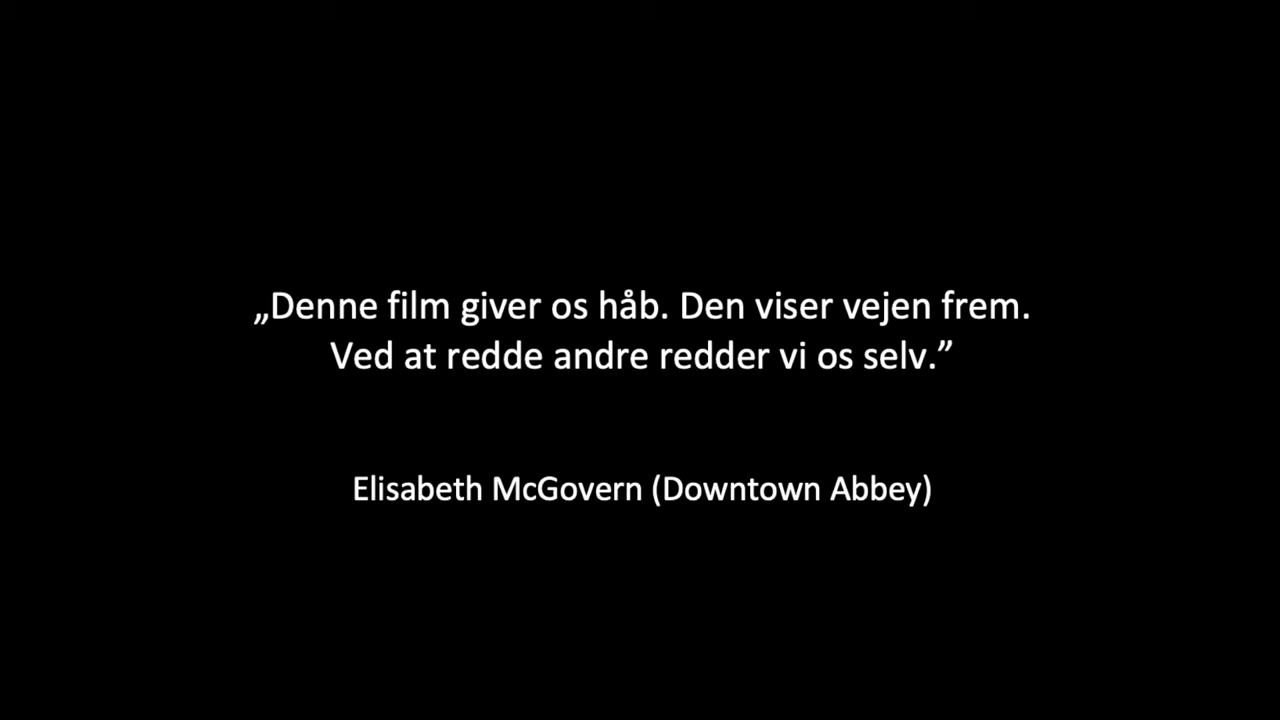 „Denne film giver os håb. Den viser vejen frem.
Ved at redde andre redder vi os selv.”
Elisabeth McGovern (Downtown Abbey)